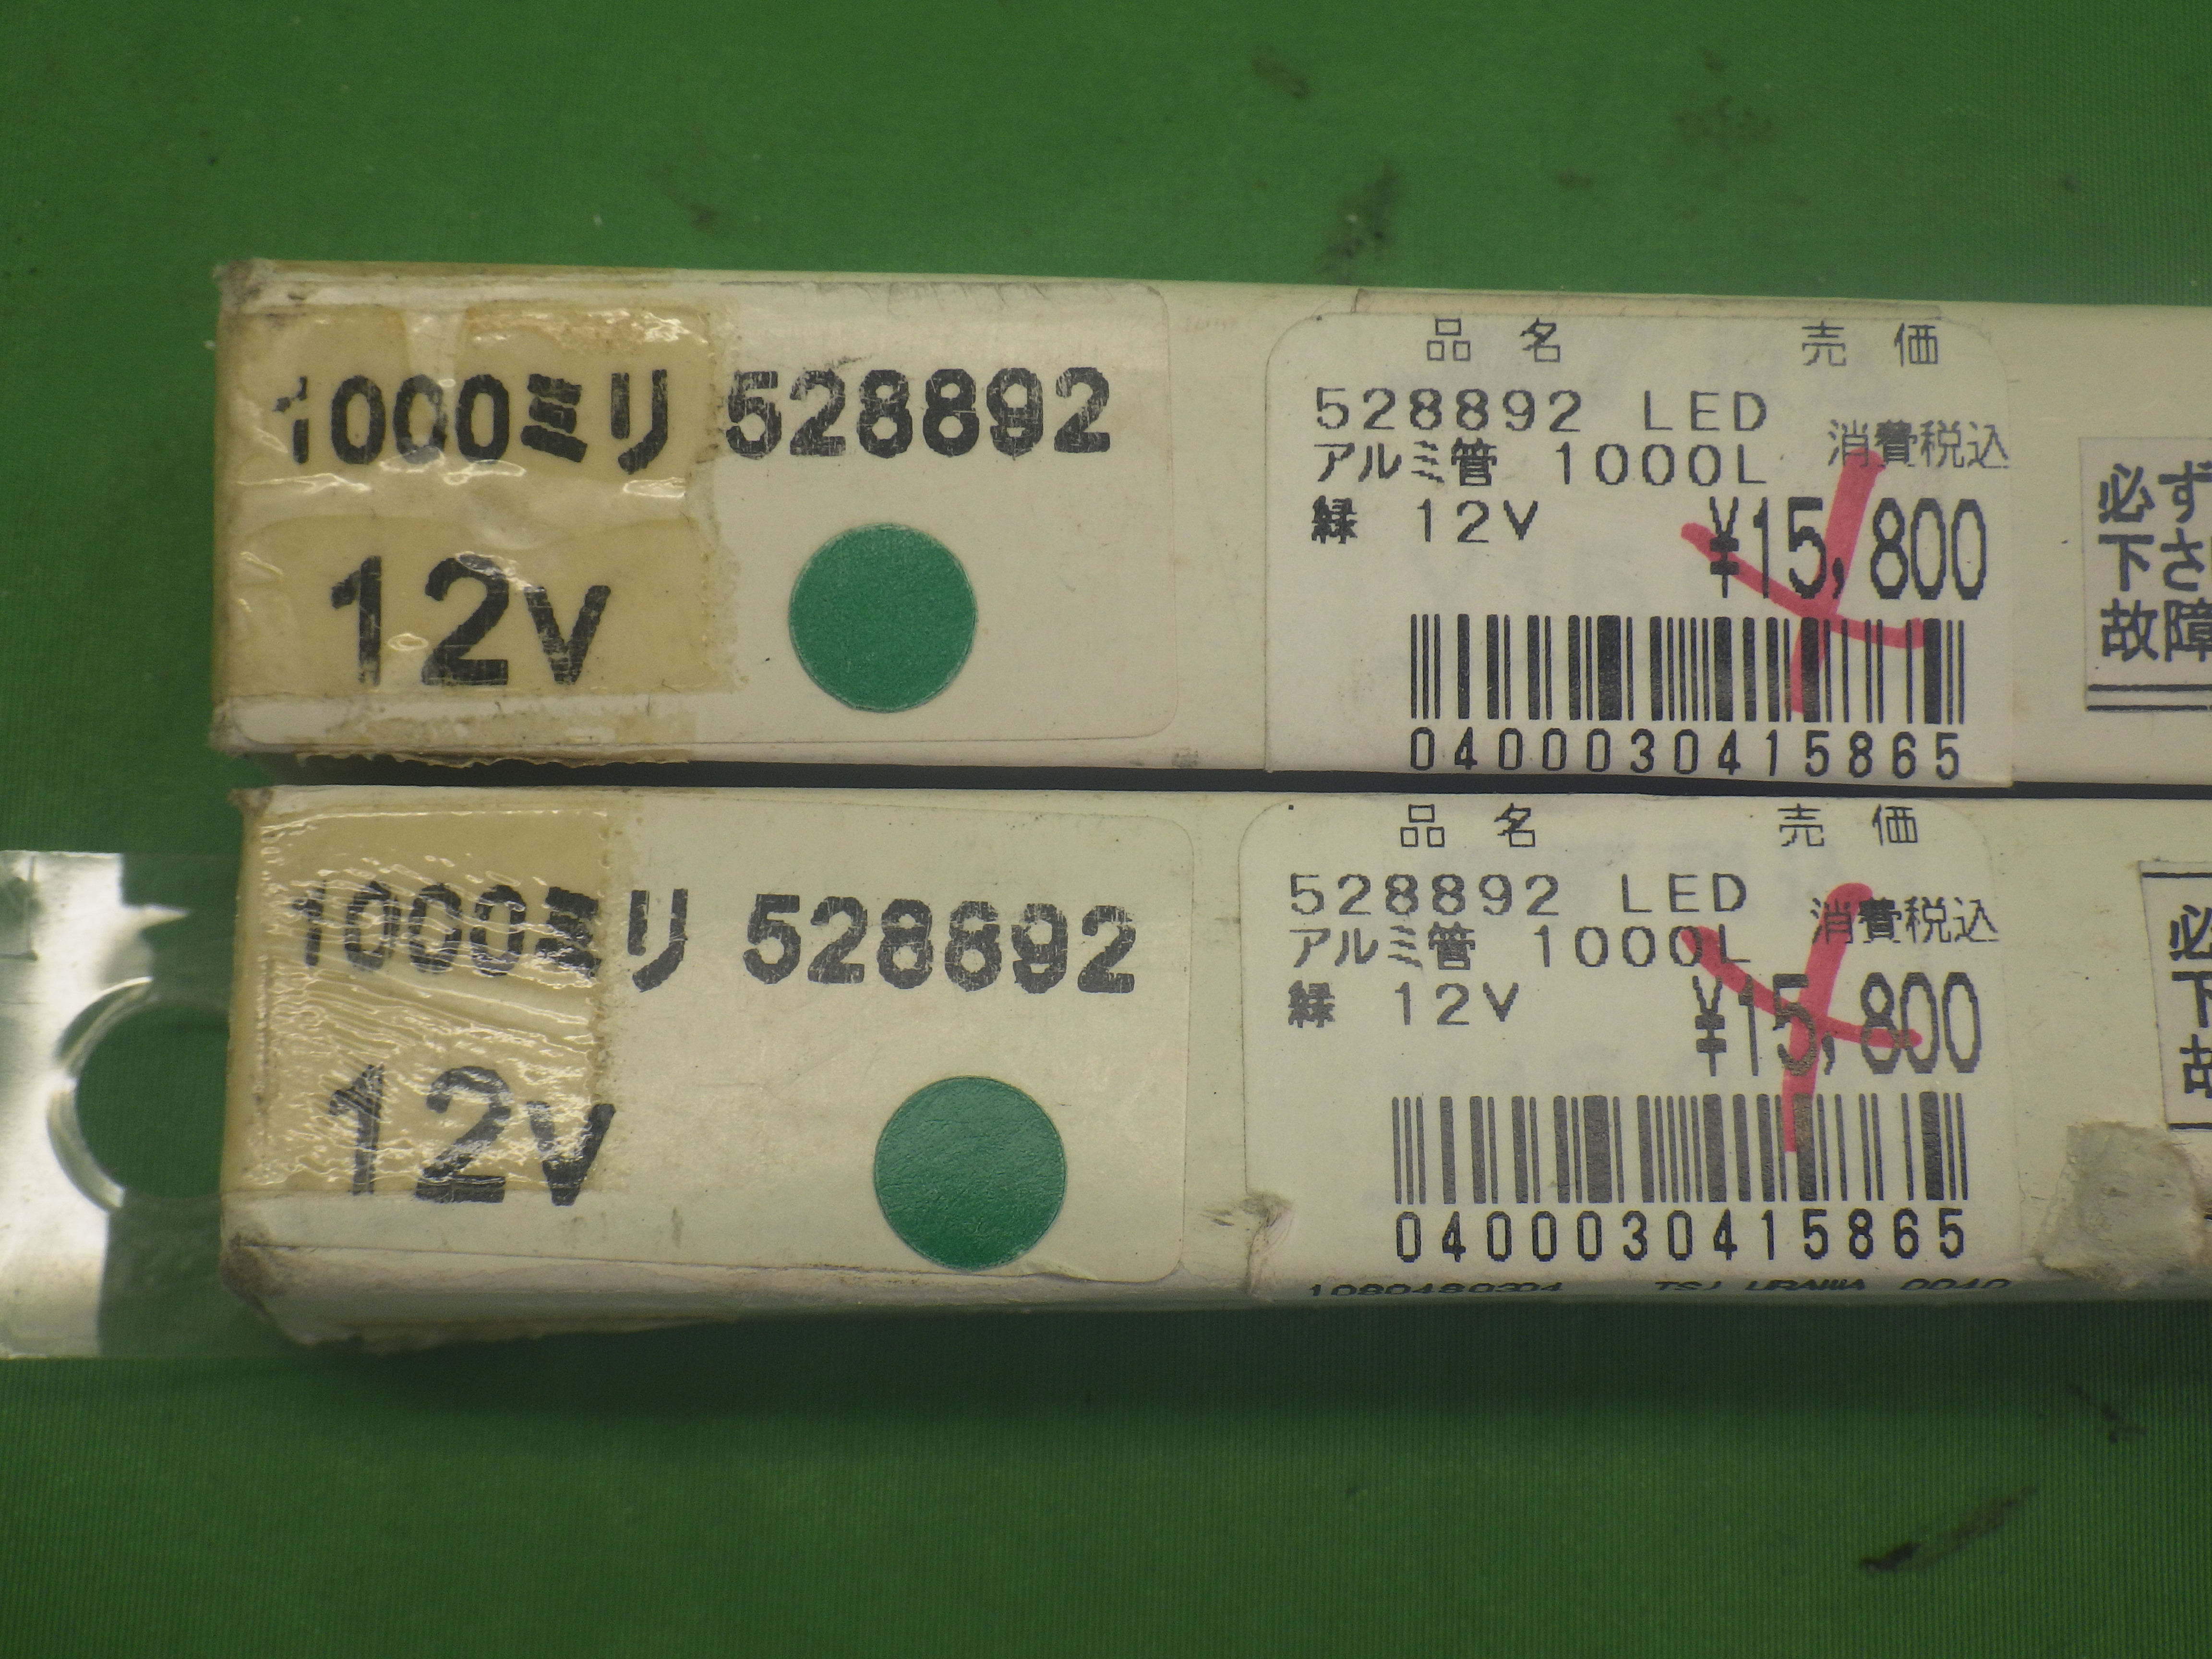 1000ミリ 528892
12v
品名 売価
528892 LED
アルミ管 1000L 消費税込
緑 12V ¥15,800
0400030415865
必ず
下さ
故障
1000ミリ 528892
12v
品名 売価
528892 LED
アルミ管 1000L 消費税込
緑 12V ¥15,800
0400030415865
必
下
故